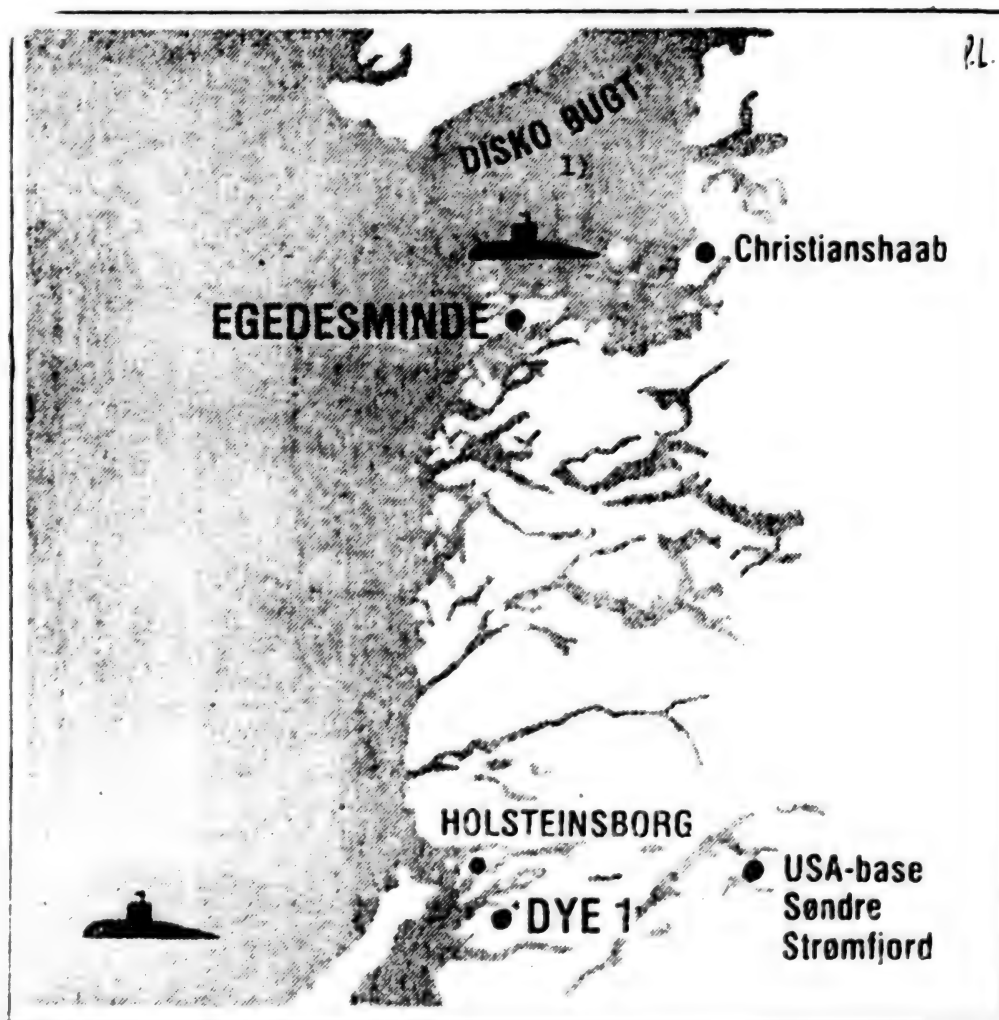 P.L.
DISKO BUGT
1)
Christianshaab
EGEDESMINDE
HOLSTEINSBORG
USA-base
Søndre
Strømfjord
DYE 1